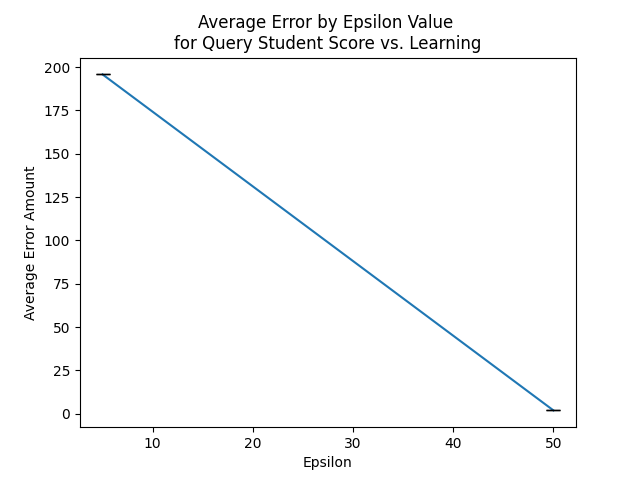 Average Error by Epsilon Value
for Query Student Score vs. Learning
200
175
150
125
100
75
50
25
0
Average Error Amount
10 20 30 40 50
Epsilon